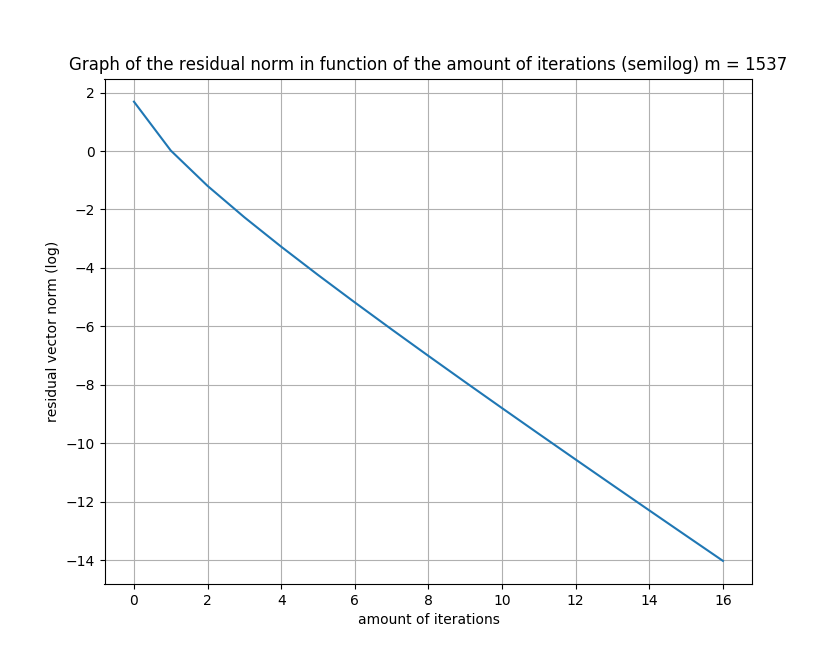 Graph of the residual norm in function of the amount of iterations (semilog) m = 1537
residual vector norm (log)
2
0
−2
−4
−6
−8
−10
−12
−14
0 2 4 6 8 10 12 14 16
amount of iterations